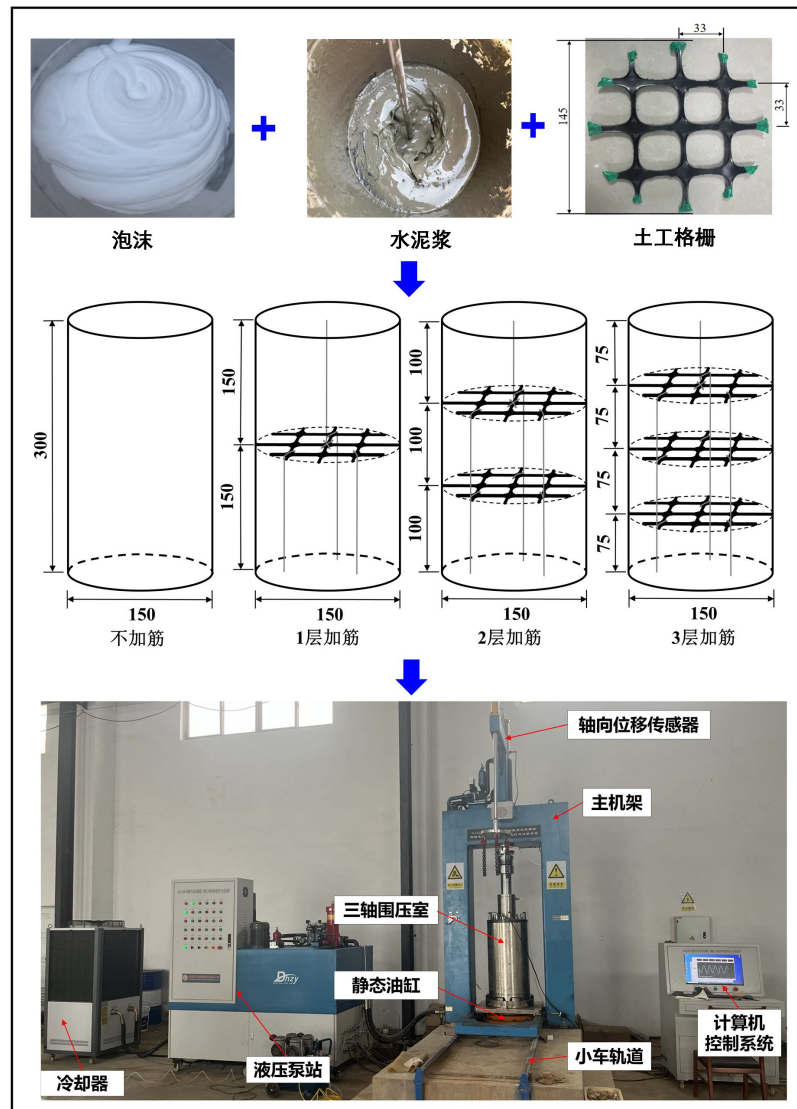 33
145
33
泡沫
水泥浆
土工格栅
300
150
不加筋
150
150
150
1层加筋
100
100
100
150
2层加筋
75
75
75
75
150
3层加筋
轴向位移传感器
主机架
三轴围压室
静态油缸
小车轨道
计算机
控制系统
冷却器
液压泵站
Dnzy